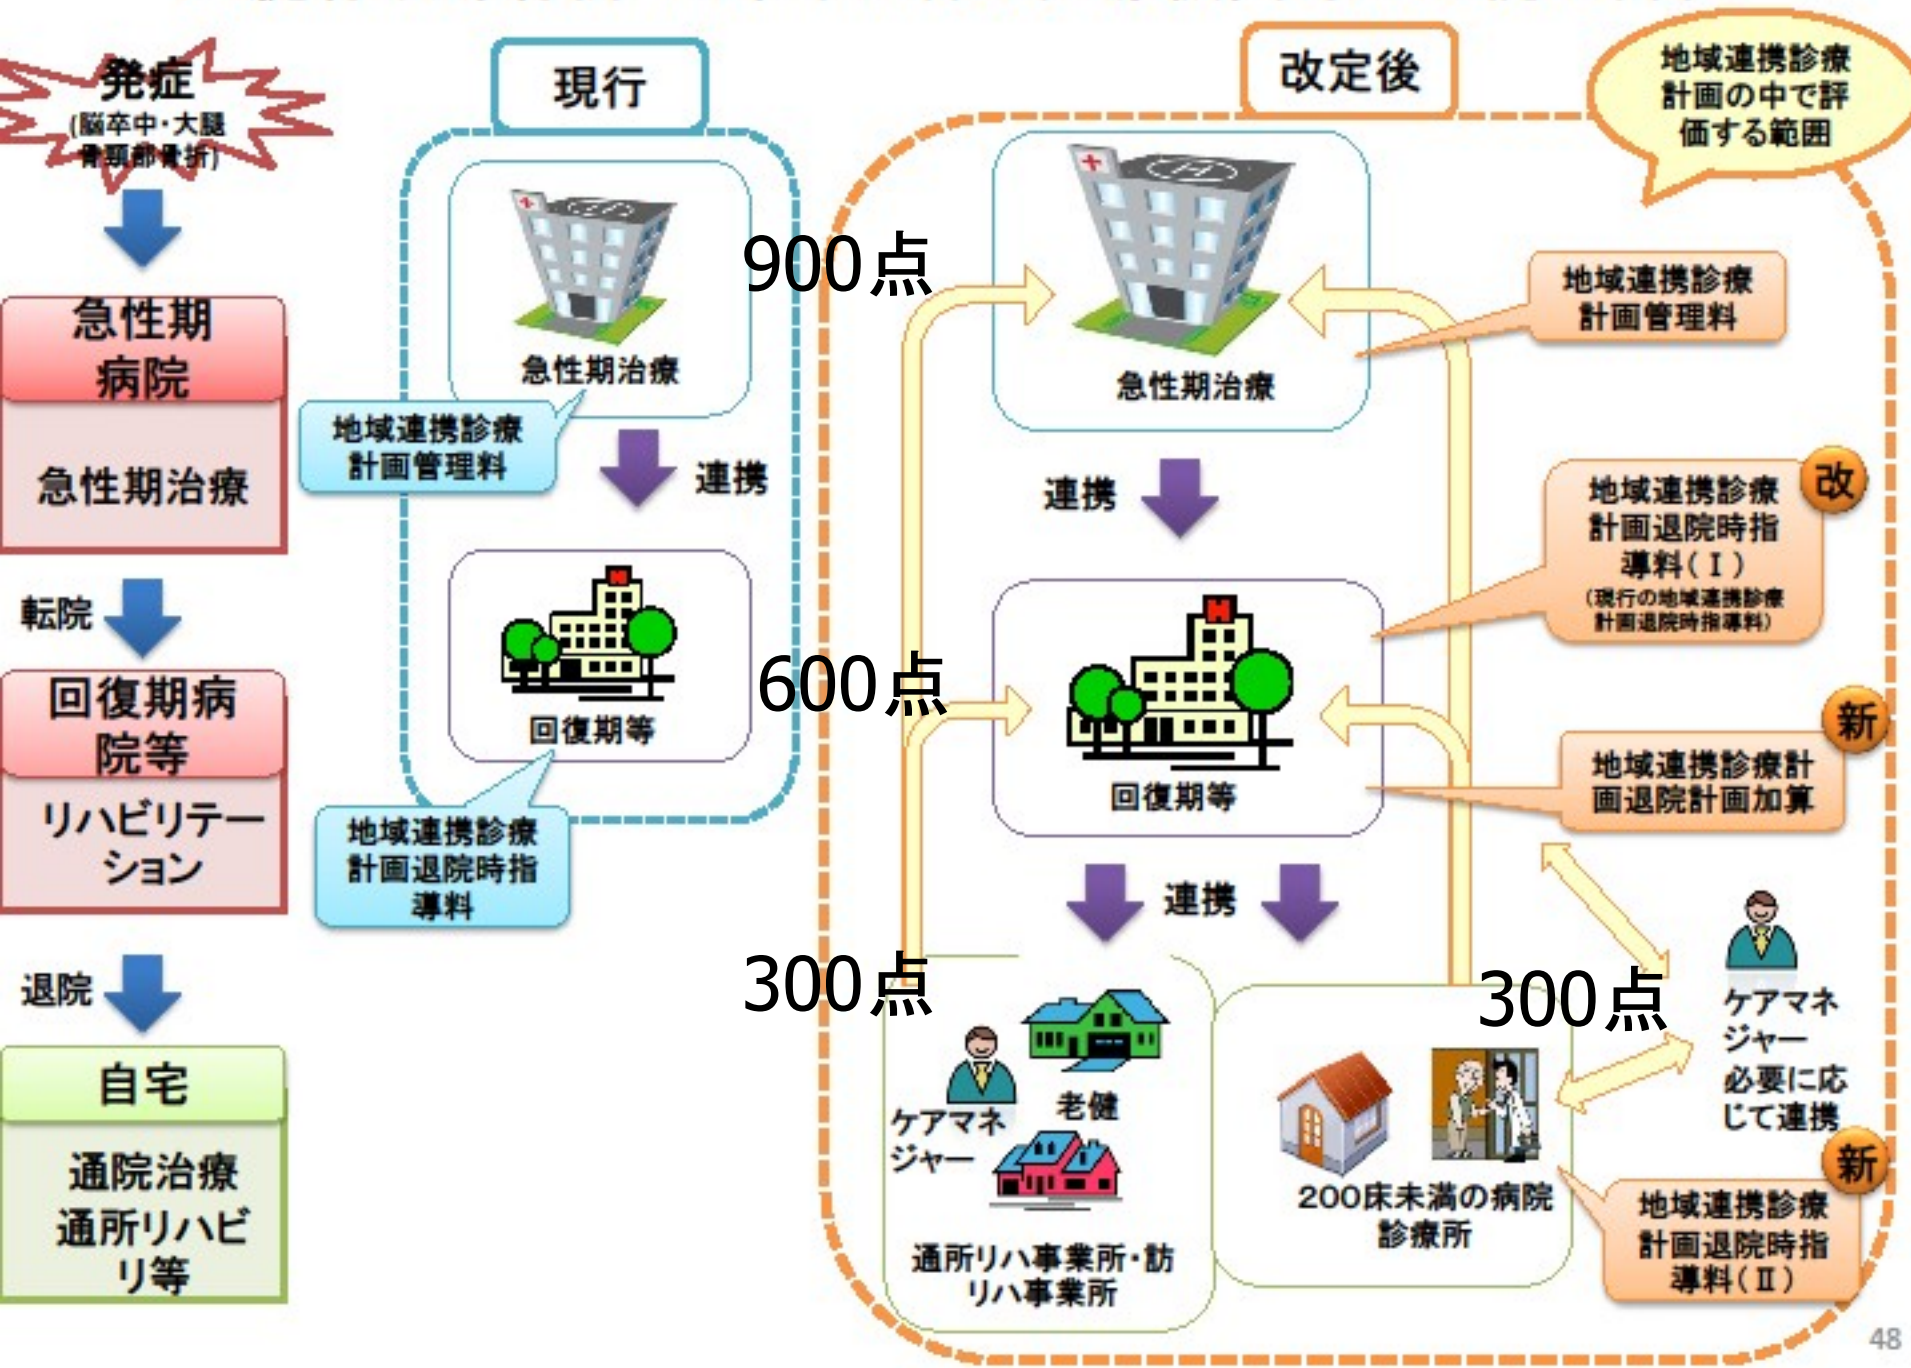 発症
(脳卒中・大腿
骨頸部骨折)
急性期
病院
急性期治療
転院
回復期病
院等
リハビリテー
ション
退院
自宅
通院治療
通所リハビ
リ等
現行
急性期治療
地域連携診療
計画管理料
連携
回復期等
地域連携診療
計画退院時指
導料
900点
600点
300点
300点
改定後
地域連携診療
計画の中で評
価する範囲
急性期治療
地域連携診療
計画管理料
連携
改
地域連携診療
計画退院時指
導料(Ⅰ)
(現行の地域連携診療
計画退院時指導料)
回復期等
新
地域連携診療計
画退院計画加算
連携
ケアマネ
ジャー
老健
通所リハ事業所・訪
リハ事業所
200床未満の病院
診療所
ケアマネ
ジャー
必要に応
じて連携
新
地域連携診療
計画退院時指
導料(Ⅱ)
48